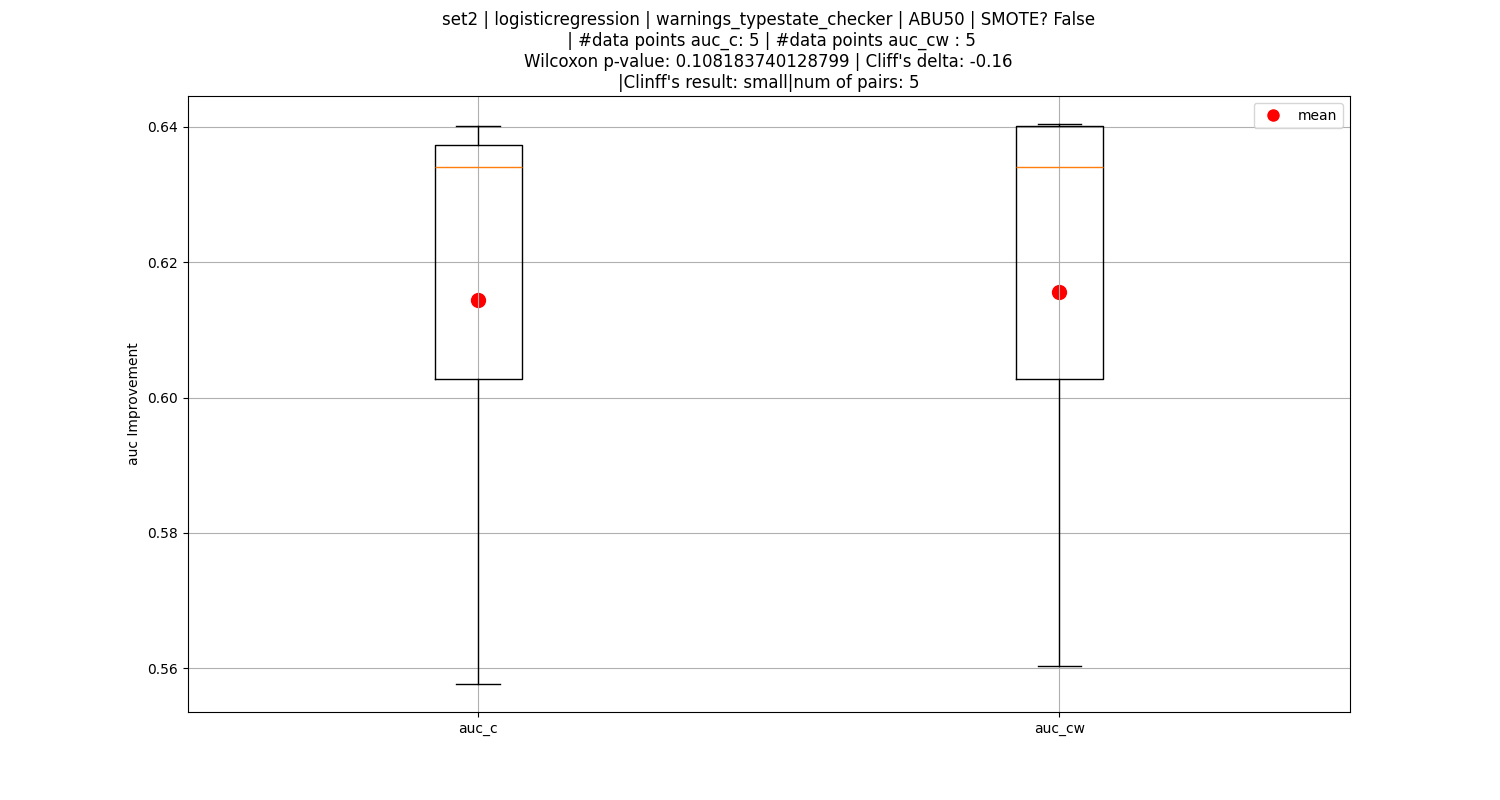 set2 | logisticregression | warnings_typestate_checker | ABU50 | SMOTE? False
| #data points auc_c: 5 | #data points auc_cw : 5
Wilcoxon p-value: 0.108183740128799 | Cliff's delta: -0.16
|Clinff's result: small|num of pairs: 5
mean
0.64
0.62
0.60
0.58
0.56
auc Improvement
auc_c
auc_cw